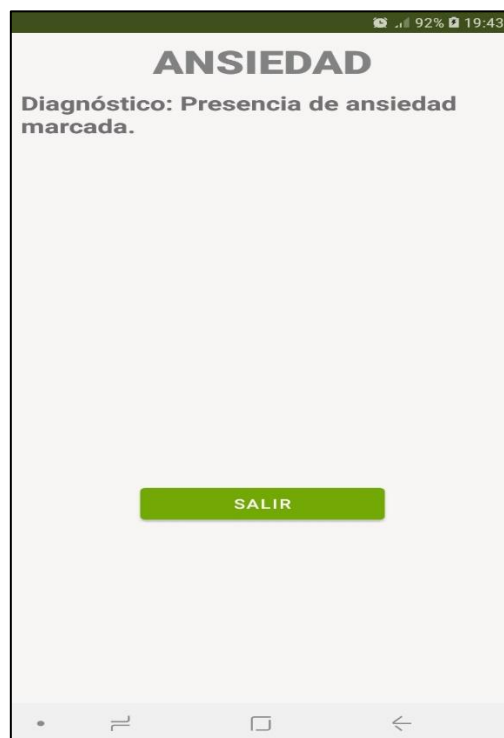 92% 19:43
ANSIEDAD
Diagnóstico: Presencia de ansiedad
marcada.
SALIR